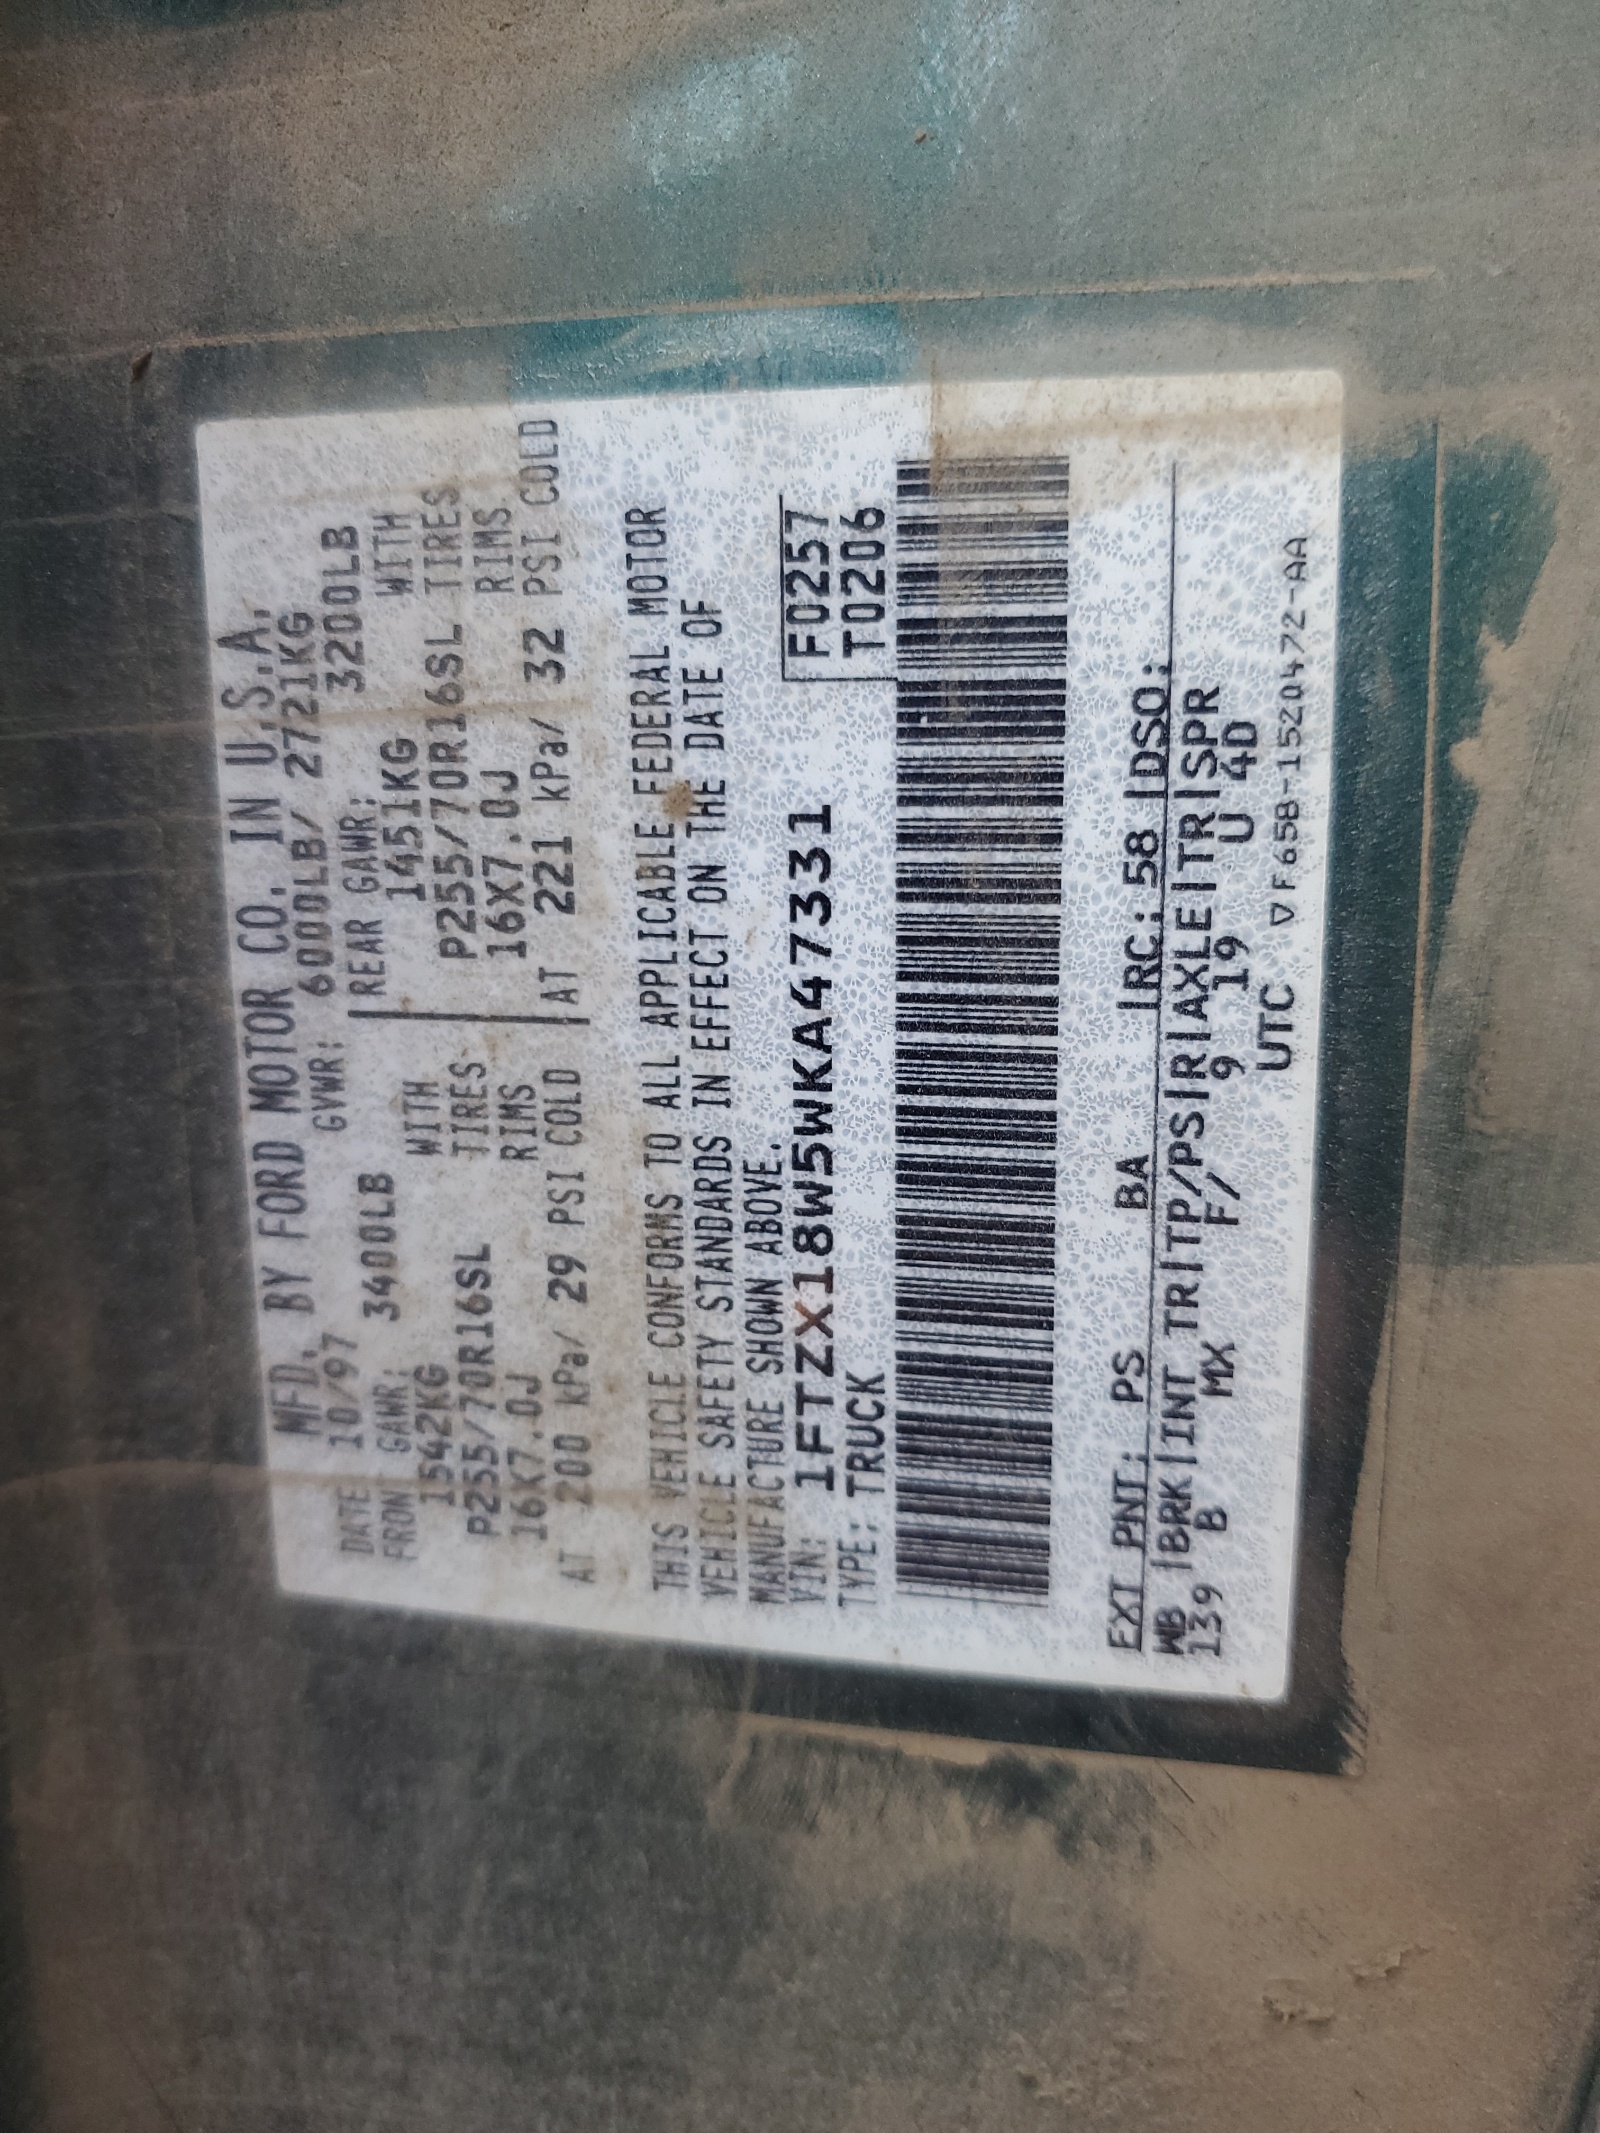 MFD. BY FORD MOTOR CO. IN U.S.A.
DATE 10/97 GVWR: 6000LB/ 2721KG
FRONT GAWR: 3400LB REAR GAWR: 3200LB
1542KG WITH 1451KG WITH
P255/70R16SL TIRES P255/70R16SL TIRES
16X7.0J RIMS 16X7.0J RIMS
AT 200 kPa/ 29 PSI COLD AT 221 kPa/ 32 PSI COLD
THIS VEHICLE CONFORMS TO ALL APPLICABLE FEDERAL MOTOR
VEHICLE SAFETY STANDARDS IN EFFECT ON THE DATE OF
MANUFACTURE SHOWN ABOVE.
VIN: 1FTZX18W5WKA47331 F0257
TYPE: TRUCK T0206
EXT PNT: PS BA RC: 58 DSO:
WB BRK INT TR TP/PS R AXLE TR SPR
139 B MX F/ 9 19 U 4D
UTC ▽F65B-1520472-AA